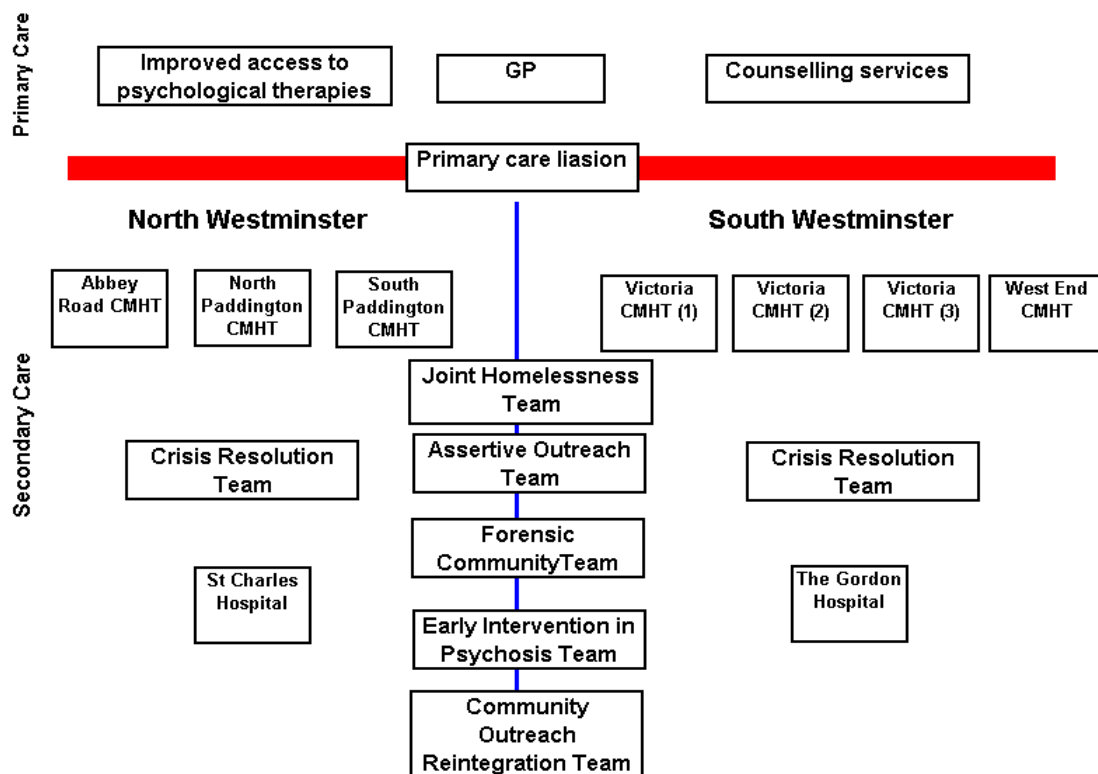 Primary Care
Improved access to
psychological therapies
GP
Counselling services
Primary care liasion
North Westminster
South Westminster
Secondary Care
Abbey
Road CMHT
North
Paddington
CMHT
South
Paddington
CMHT
Victoria
CMHT (1)
Victoria
CMHT (2)
Victoria
CMHT (3)
West End
CMHT
Joint Homelessness
Team
Crisis Resolution
Team
Assertive Outreach
Team
Crisis Resolution
Team
Forensic
CommunityTeam
St Charles
Hospital
The Gordon
Hospital
Early Intervention in
Psychosis Team
Community
Outreach
Reintegration Team